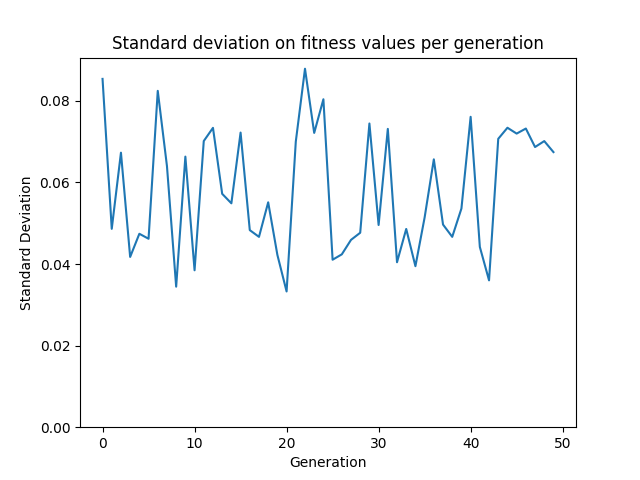 Standard deviation on fitness values per generation
Standard Deviation
0.08
0.06
0.04
0.02
0.00
0 10 20 30 40 50
Generation